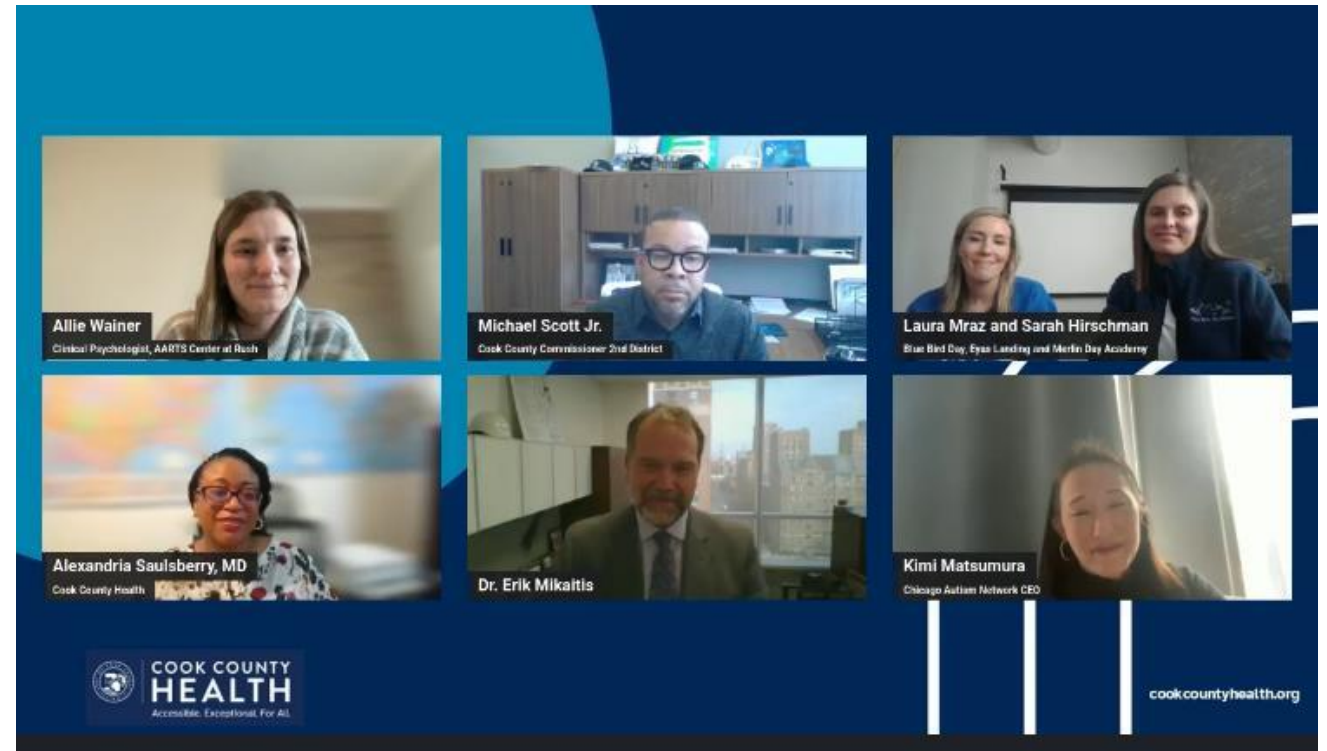 Allie Wainer
Clinical Psychologist, AARTS Center at Rush
Michael Scott Jr.
Cook County Commissioner 2nd District
Laura Mraz and Sarah Hirschman
Blue Bird Day, Eyas Landing and Merlin Day Academy
Alexandria Saulsberry, MD
Cook County Health
Dr. Erik Mikaitis
Kimi Matsumura
Chicago Autism Network CEO
COOK COUNTY
HEALTH
Accessible. Exceptional. For All.
cookcountyhealth.org